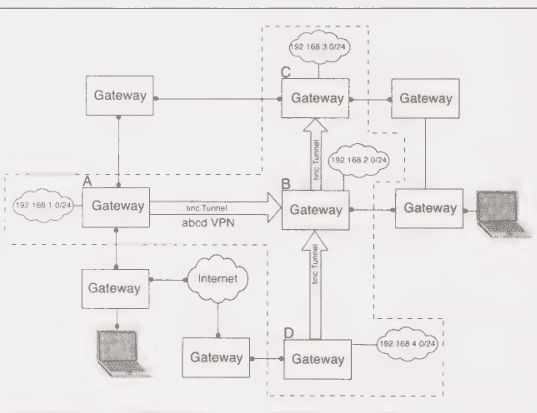 192 168 3 0/24
C
Gateway
Gateway
Gateway
tinc Tunnel
192 168 2 0/24
A
B
192 168 1 0/24
Gateway
tinc Tunnel
abcd VPN
Gateway
Gateway
Gateway
Internet
tinc Tunnel
D
Gateway
Gateway
192 168 4 0/24